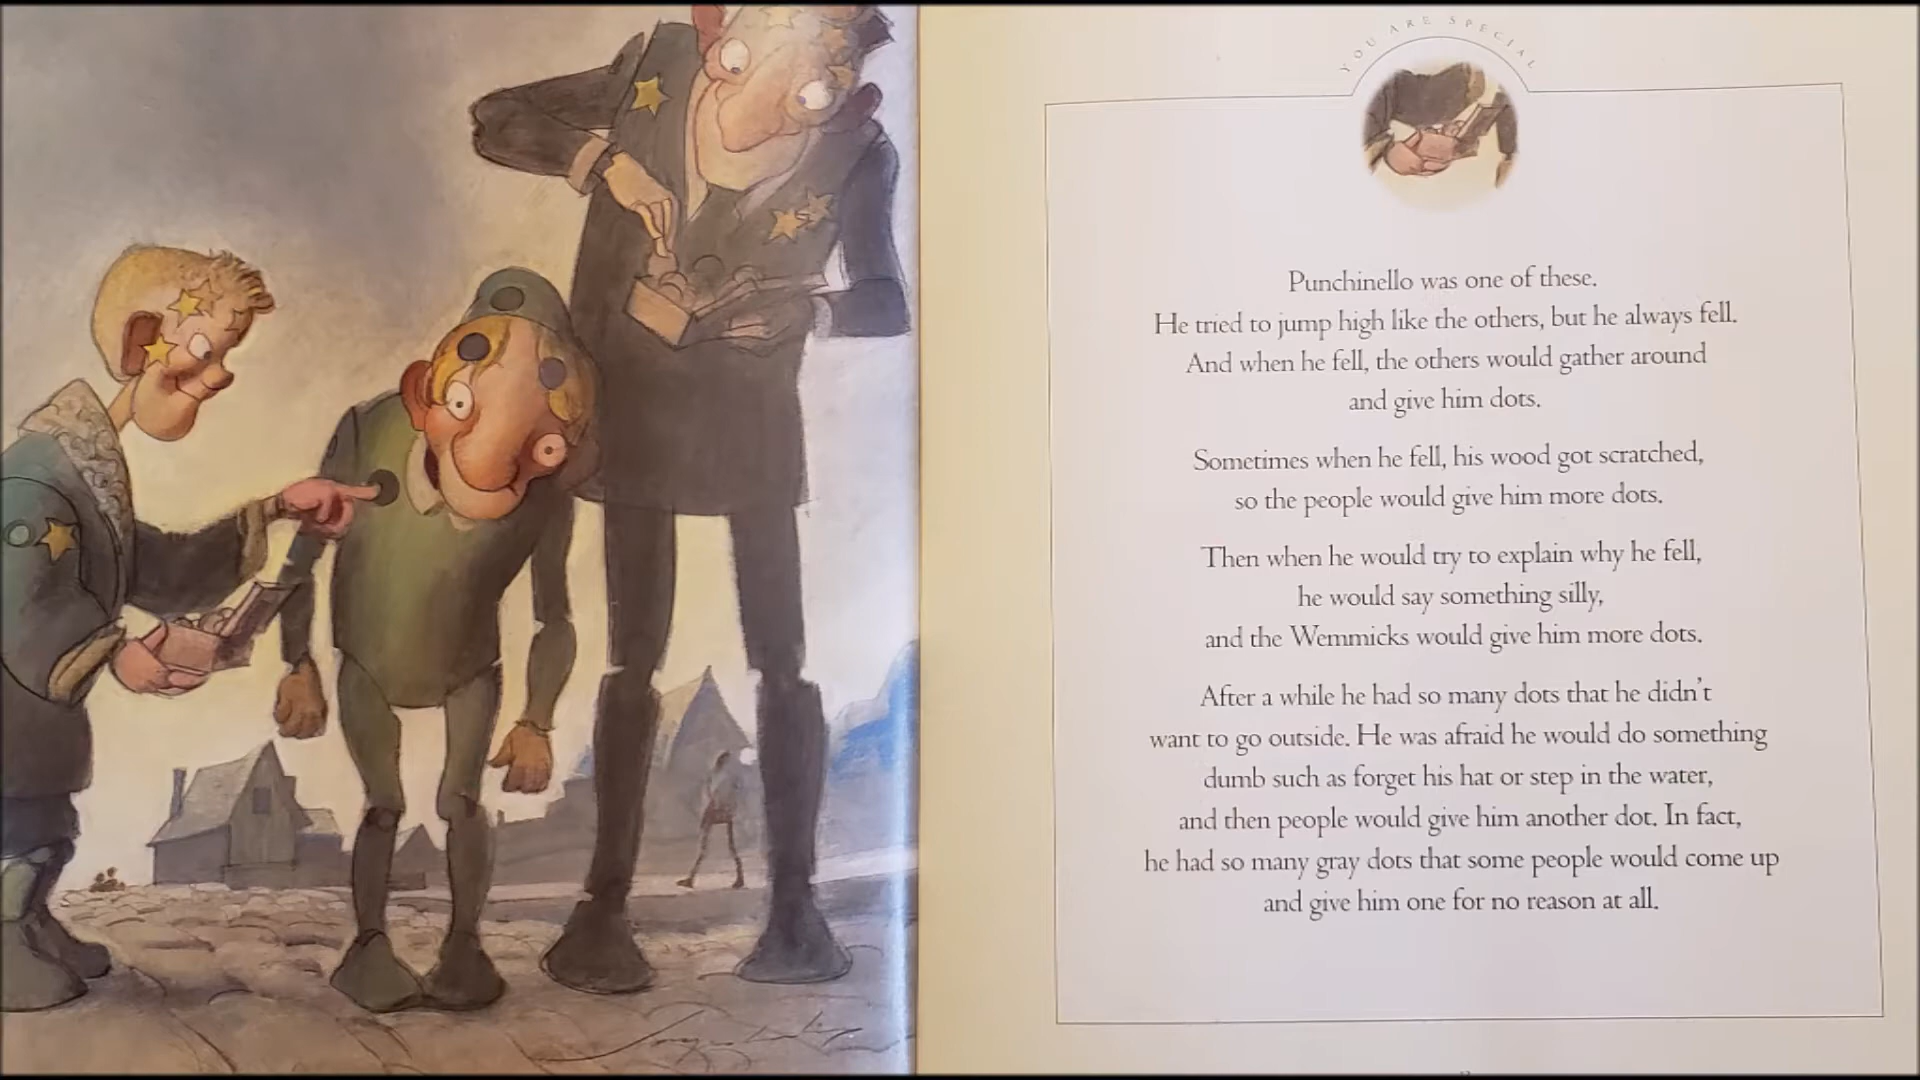 YOU ARE SPECIAL
Punchinello was one of these.
He tried to jump high like the others, but he always fell.
And when he fell, the others would gather around
and give him dots.
Sometimes when he fell, his wood got scratched,
so the people would give him more dots.
Then when he would try to explain why he fell,
he would say something silly,
and the Wemmicks would give him more dots.
After a while he had so many dots that he didn't
want to go outside. He was afraid he would do something
dumb such as forget his hat or step in the water,
and then people would give him another dot. In fact,
he had so many gray dots that some people would come up
and give him one for no reason at all.